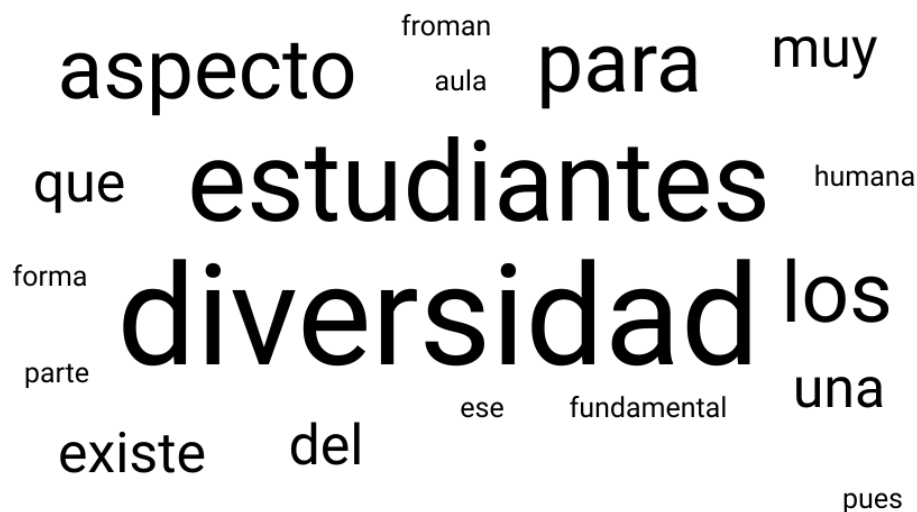 froman
aspecto para muy
aula
que estudiantes humana
forma diversidad los
parte una
ese fundamental
existe del
pues